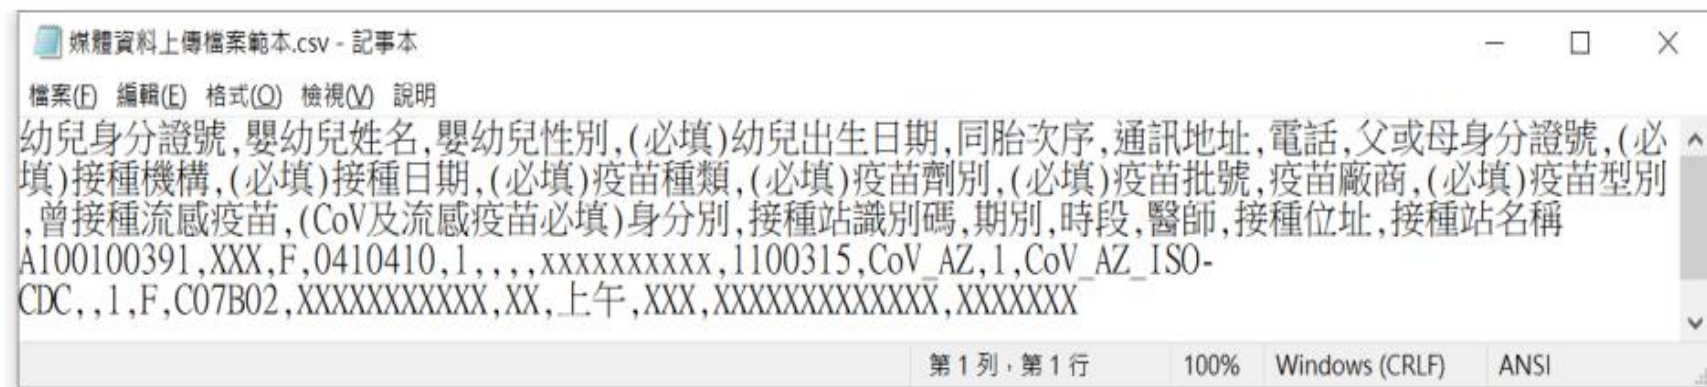 媒體資料上傳檔案範本.csv - 記事本
檔案(F) 編輯(E) 格式(O) 檢視(V) 說明
幼兒身分證號,嬰幼兒姓名,嬰幼兒性別,(必填)幼兒出生日期,同胎次序,通訊地址,電話,父或母身分證號,(必
填)接種機構,(必填)接種日期,(必填)疫苗種類,(必填)疫苗劑別,(必填)疫苗批號,疫苗廠商,(必填)疫苗型別
,曾接種流感疫苗,(CoV及流感疫苗必填)身分別,接種站識別碼,期別,時段,醫師,接種位址,接種站名稱
A100100391,XXX,F,0410410,1,,,,xxxxxxxxxx,1100315,CoV_AZ,1,CoV_AZ_ISO-
CDC,,1,F,C07B02,XXXXXXXXXXX,XX,上午,XXX,XXXXXXXXXXXXX,XXXXXXX
第 1 列，第 1 行 100% Windows (CRLF) ANSI